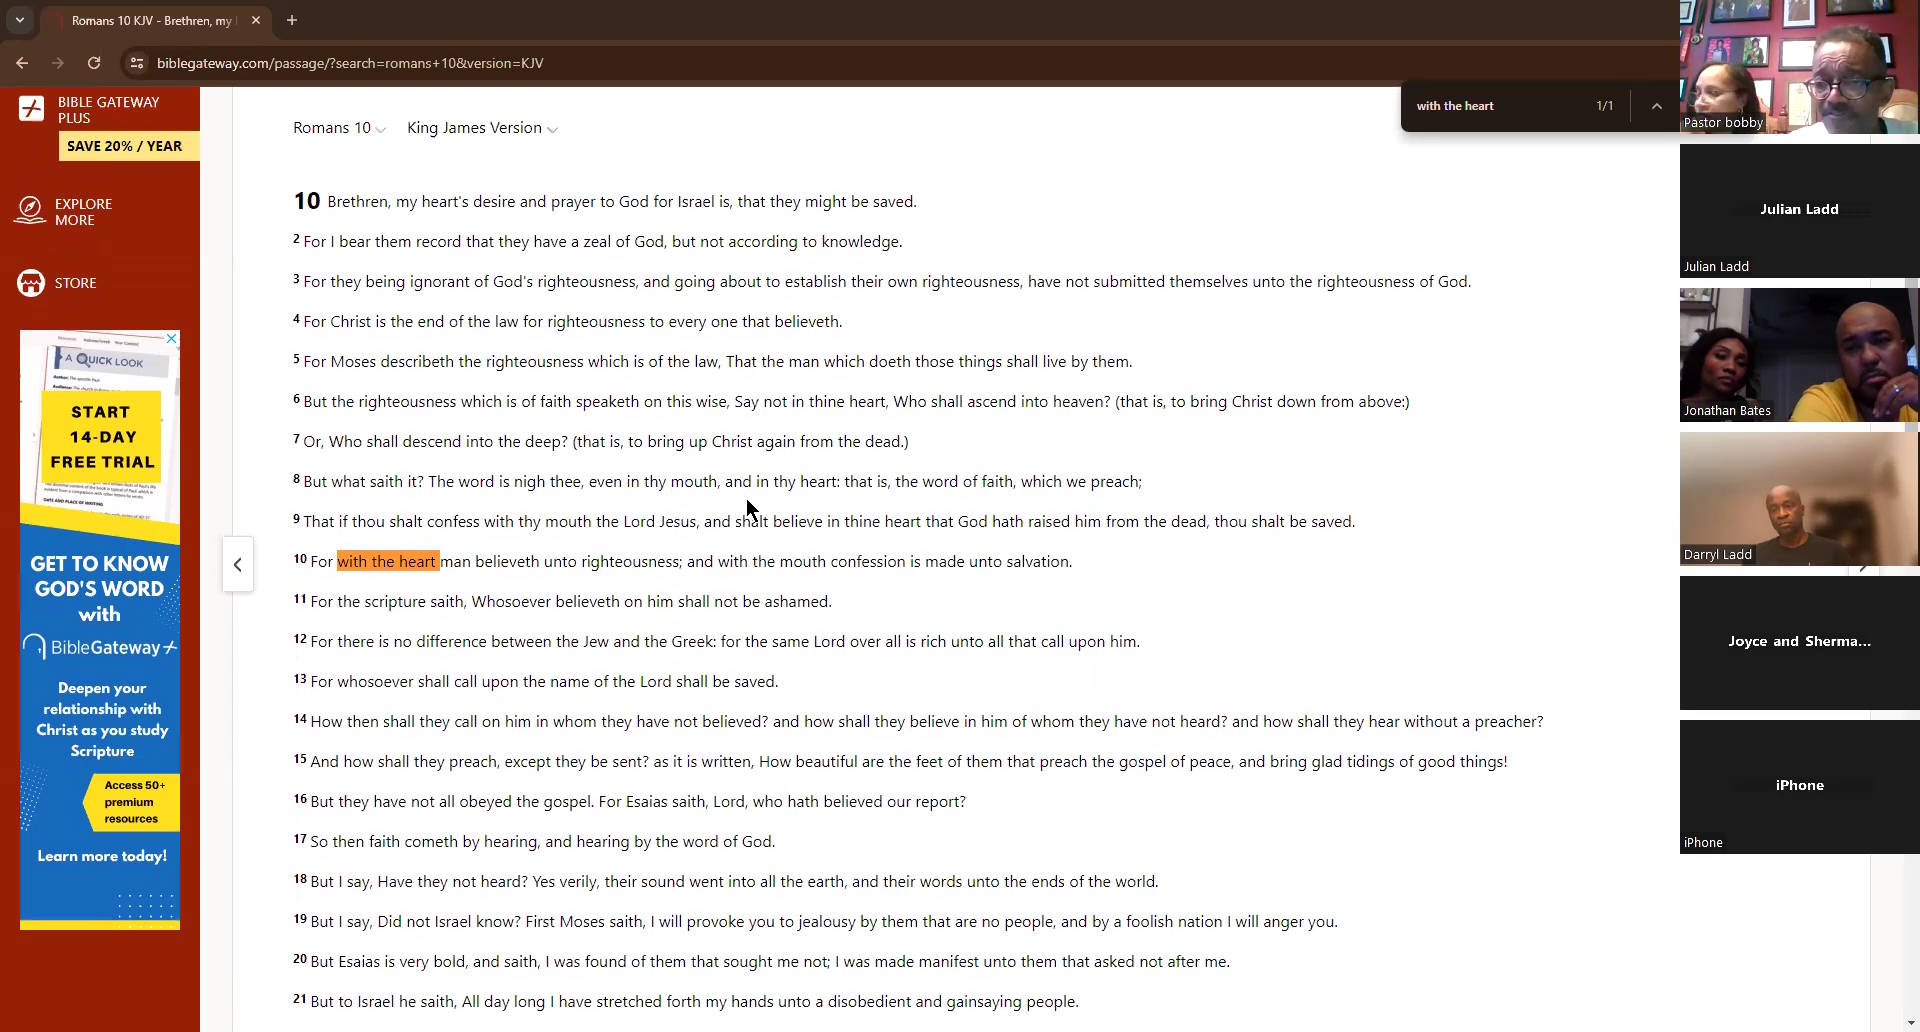 Romans 10 KJV - Brethren, my
biblegateway.com/passage/?search=romans+10&version=KJV
with the heart 1/1
BIBLE GATEWAY
PLUS
SAVE 20% / YEAR
EXPLORE
MORE
STORE
A QUICK LOOK
START
14-DAY
FREE TRIAL
GET TO KNOW
GOD'S WORD
with
BibleGateway+
Deepen your
relationship with
Christ as you study
Scripture
Access 50+
premium
resources
Learn more today!
Romans 10 King James Version
10 Brethren, my heart's desire and prayer to God for Israel is, that they might be saved.
2 For I bear them record that they have a zeal of God, but not according to knowledge.
3 For they being ignorant of God's righteousness, and going about to establish their own righteousness, have not submitted themselves unto the righteousness of God.
4 For Christ is the end of the law for righteousness to every one that believeth.
5 For Moses describeth the righteousness which is of the law, That the man which doeth those things shall live by them.
6 But the righteousness which is of faith speaketh on this wise, Say not in thine heart, Who shall ascend into heaven? (that is, to bring Christ down from above:)
7 Or, Who shall descend into the deep? (that is, to bring up Christ again from the dead.)
8 But what saith it? The word is nigh thee, even in thy mouth, and in thy heart: that is, the word of faith, which we preach;
9 That if thou shalt confess with thy mouth the Lord Jesus, and shalt believe in thine heart that God hath raised him from the dead, thou shalt be saved.
10 For with the heart man believeth unto righteousness; and with the mouth confession is made unto salvation.
11 For the scripture saith, Whosoever believeth on him shall not be ashamed.
12 For there is no difference between the Jew and the Greek: for the same Lord over all is rich unto all that call upon him.
13 For whosoever shall call upon the name of the Lord shall be saved.
14 How then shall they call on him in whom they have not believed? and how shall they believe in him of whom they have not heard? and how shall they hear without a preacher?
15 And how shall they preach, except they be sent? as it is written, How beautiful are the feet of them that preach the gospel of peace, and bring glad tidings of good things!
16 But they have not all obeyed the gospel. For Esaias saith, Lord, who hath believed our report?
17 So then faith cometh by hearing, and hearing by the word of God.
18 But I say, Have they not heard? Yes verily, their sound went into all the earth, and their words unto the ends of the world.
19 But I say, Did not Israel know? First Moses saith, I will provoke you to jealousy by them that are no people, and by a foolish nation I will anger you.
20 But Esaias is very bold, and saith, I was found of them that sought me not; I was made manifest unto them that asked not after me.
21 But to Israel he saith, All day long I have stretched forth my hands unto a disobedient and gainsaying people.
Pastor bobby
Julian Ladd
Julian Ladd
Jonathan Bates
Darryl Ladd
Joyce and Sherma...
iPhone
iPhone